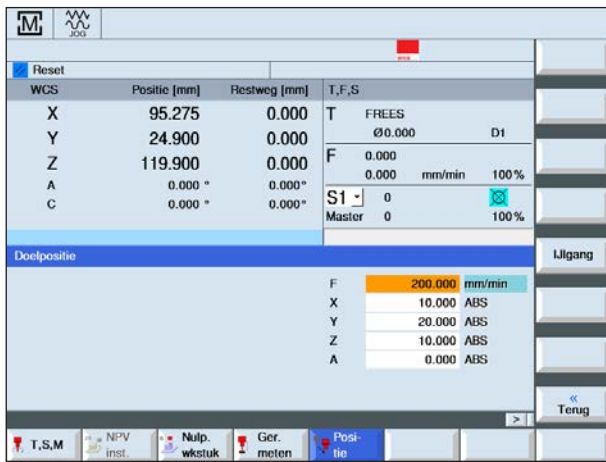 M
JOG
Reset
WCS Positie [mm] Restweg [mm] T,F,S
X 95.275 0.000 T FREES
Ø0.000 D1
Y 24.900 0.000
Z 119.900 0.000 F 0.000
0.000 mm/min 100%
A 0.000 ° 0.000°
C 0.000 ° 0.000° S1 0
Master 0 100%
Doelpositie
IJlgang
F 200.000 mm/min
X 10.000 ABS
Y 20.000 ABS
Z 10.000 ABS
A 0.000 ABS
«
Terug
>
T,S,M NPV inst. Nulp. wkstuk Ger. meten Posi-tie